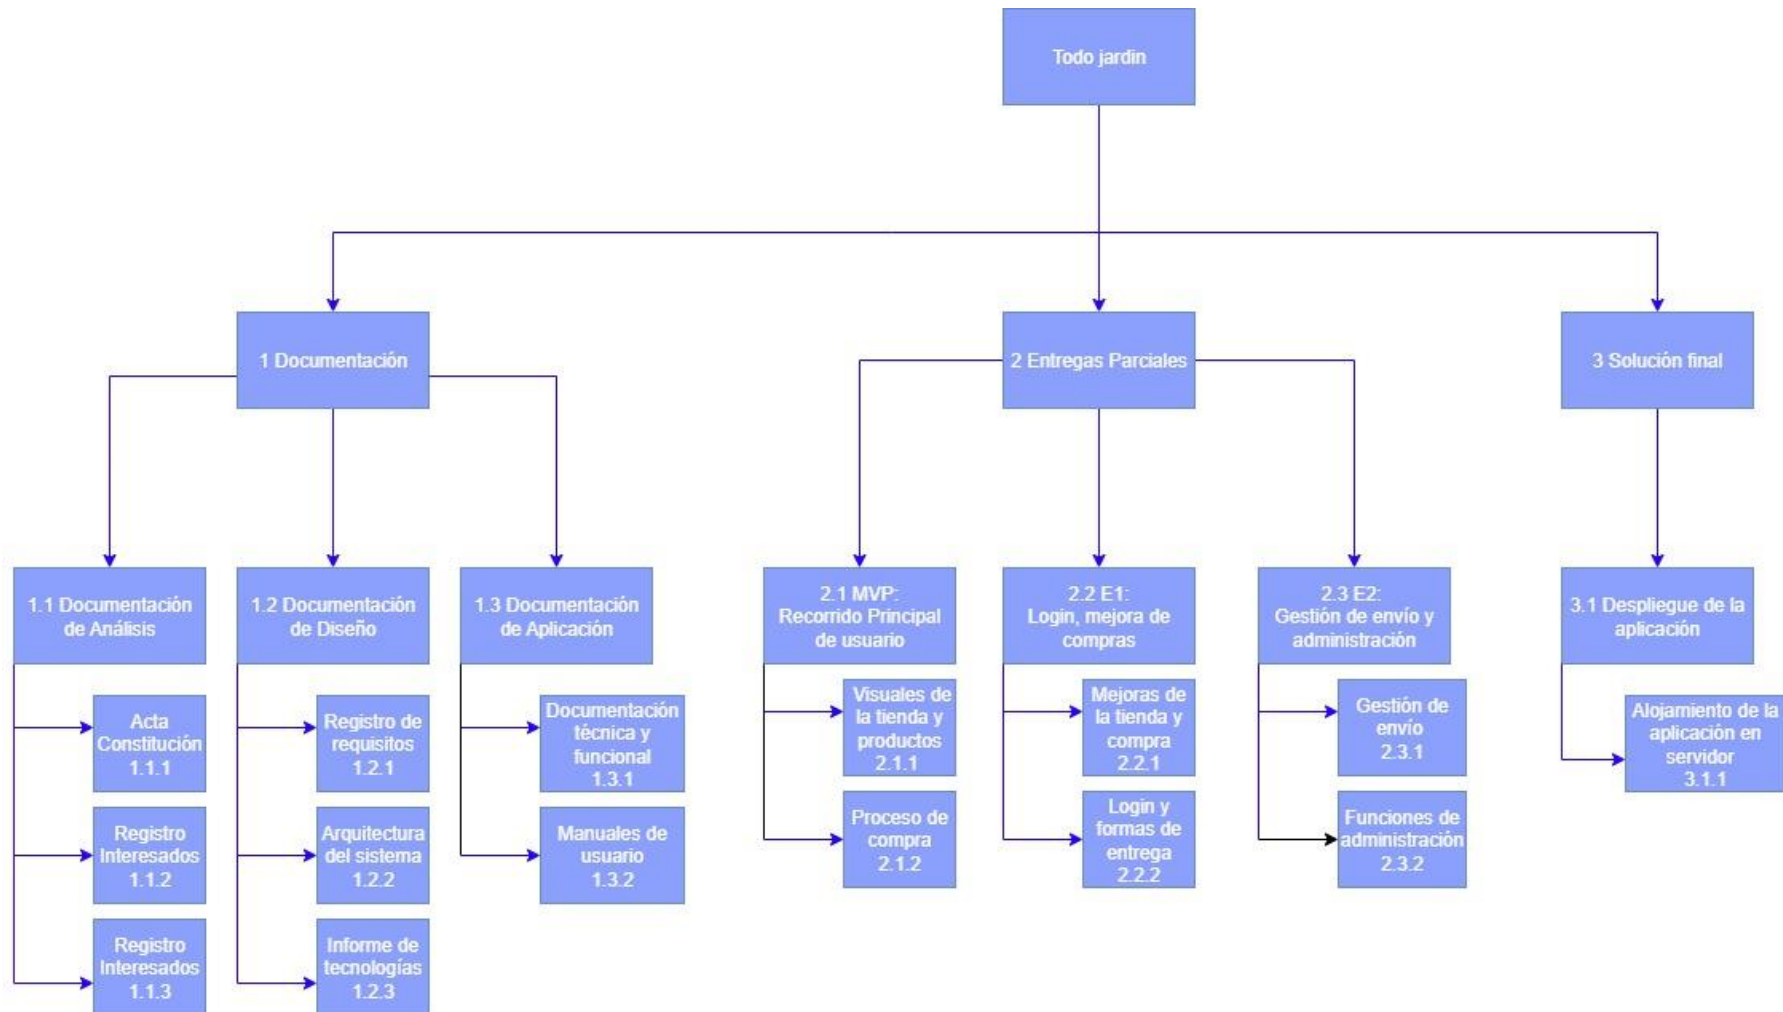 Todo jardin
1 Documentación
2 Entregas Parciales
3 Solución final
1.1 Documentación
de Análisis
1.2 Documentación
de Diseño
1.3 Documentación
de Aplicación
2.1 MVP:
Recorrido Principal
de usuario
2.2 E1:
Login, mejora de
compras
2.3 E2:
Gestión de envío y
administración
3.1 Despliegue de la
aplicación
Acta
Constitución
1.1.1
Registro
Interesados
1.1.2
Registro
Interesados
1.1.3
Registro de
requisitos
1.2.1
Arquitectura
del sistema
1.2.2
Informe de
tecnologías
1.2.3
Documentación
técnica y
funcional
1.3.1
Manuales de
usuario
1.3.2
Visuales de
la tienda y
productos
2.1.1
Proceso de
compra
2.1.2
Mejoras de
la tienda y
compra
2.2.1
Login y
formas de
entrega
2.2.2
Gestión de
envío
2.3.1
Funciones de
administración
2.3.2
Alojamiento de la
aplicación en
servidor
3.1.1